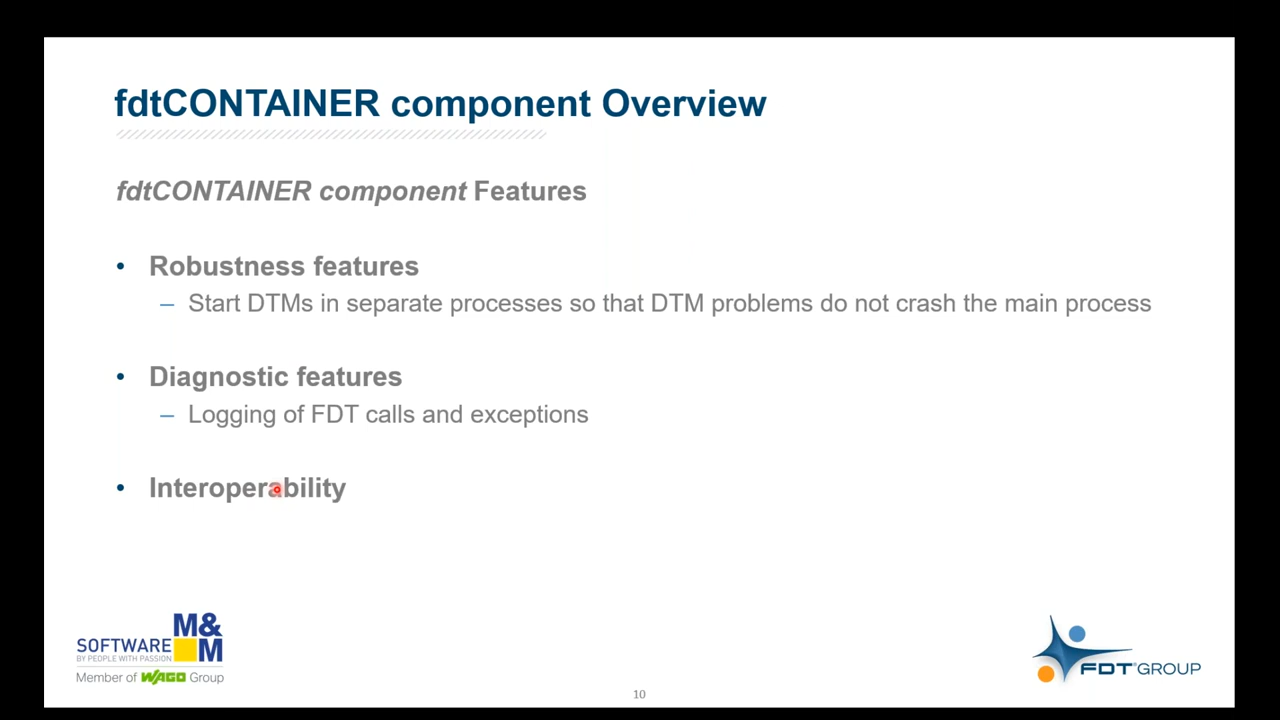 fdtCONTAINER component Overview
fdtCONTAINER component Features
• Robustness features
– Start DTMs in separate processes so that DTM problems do not crash the main process
• Diagnostic features
– Logging of FDT calls and exceptions
• Interoperability
M&M
SOFTWARE
BY PEOPLE WITH PASSION
Member of WAGO Group
FDT® GROUP
10